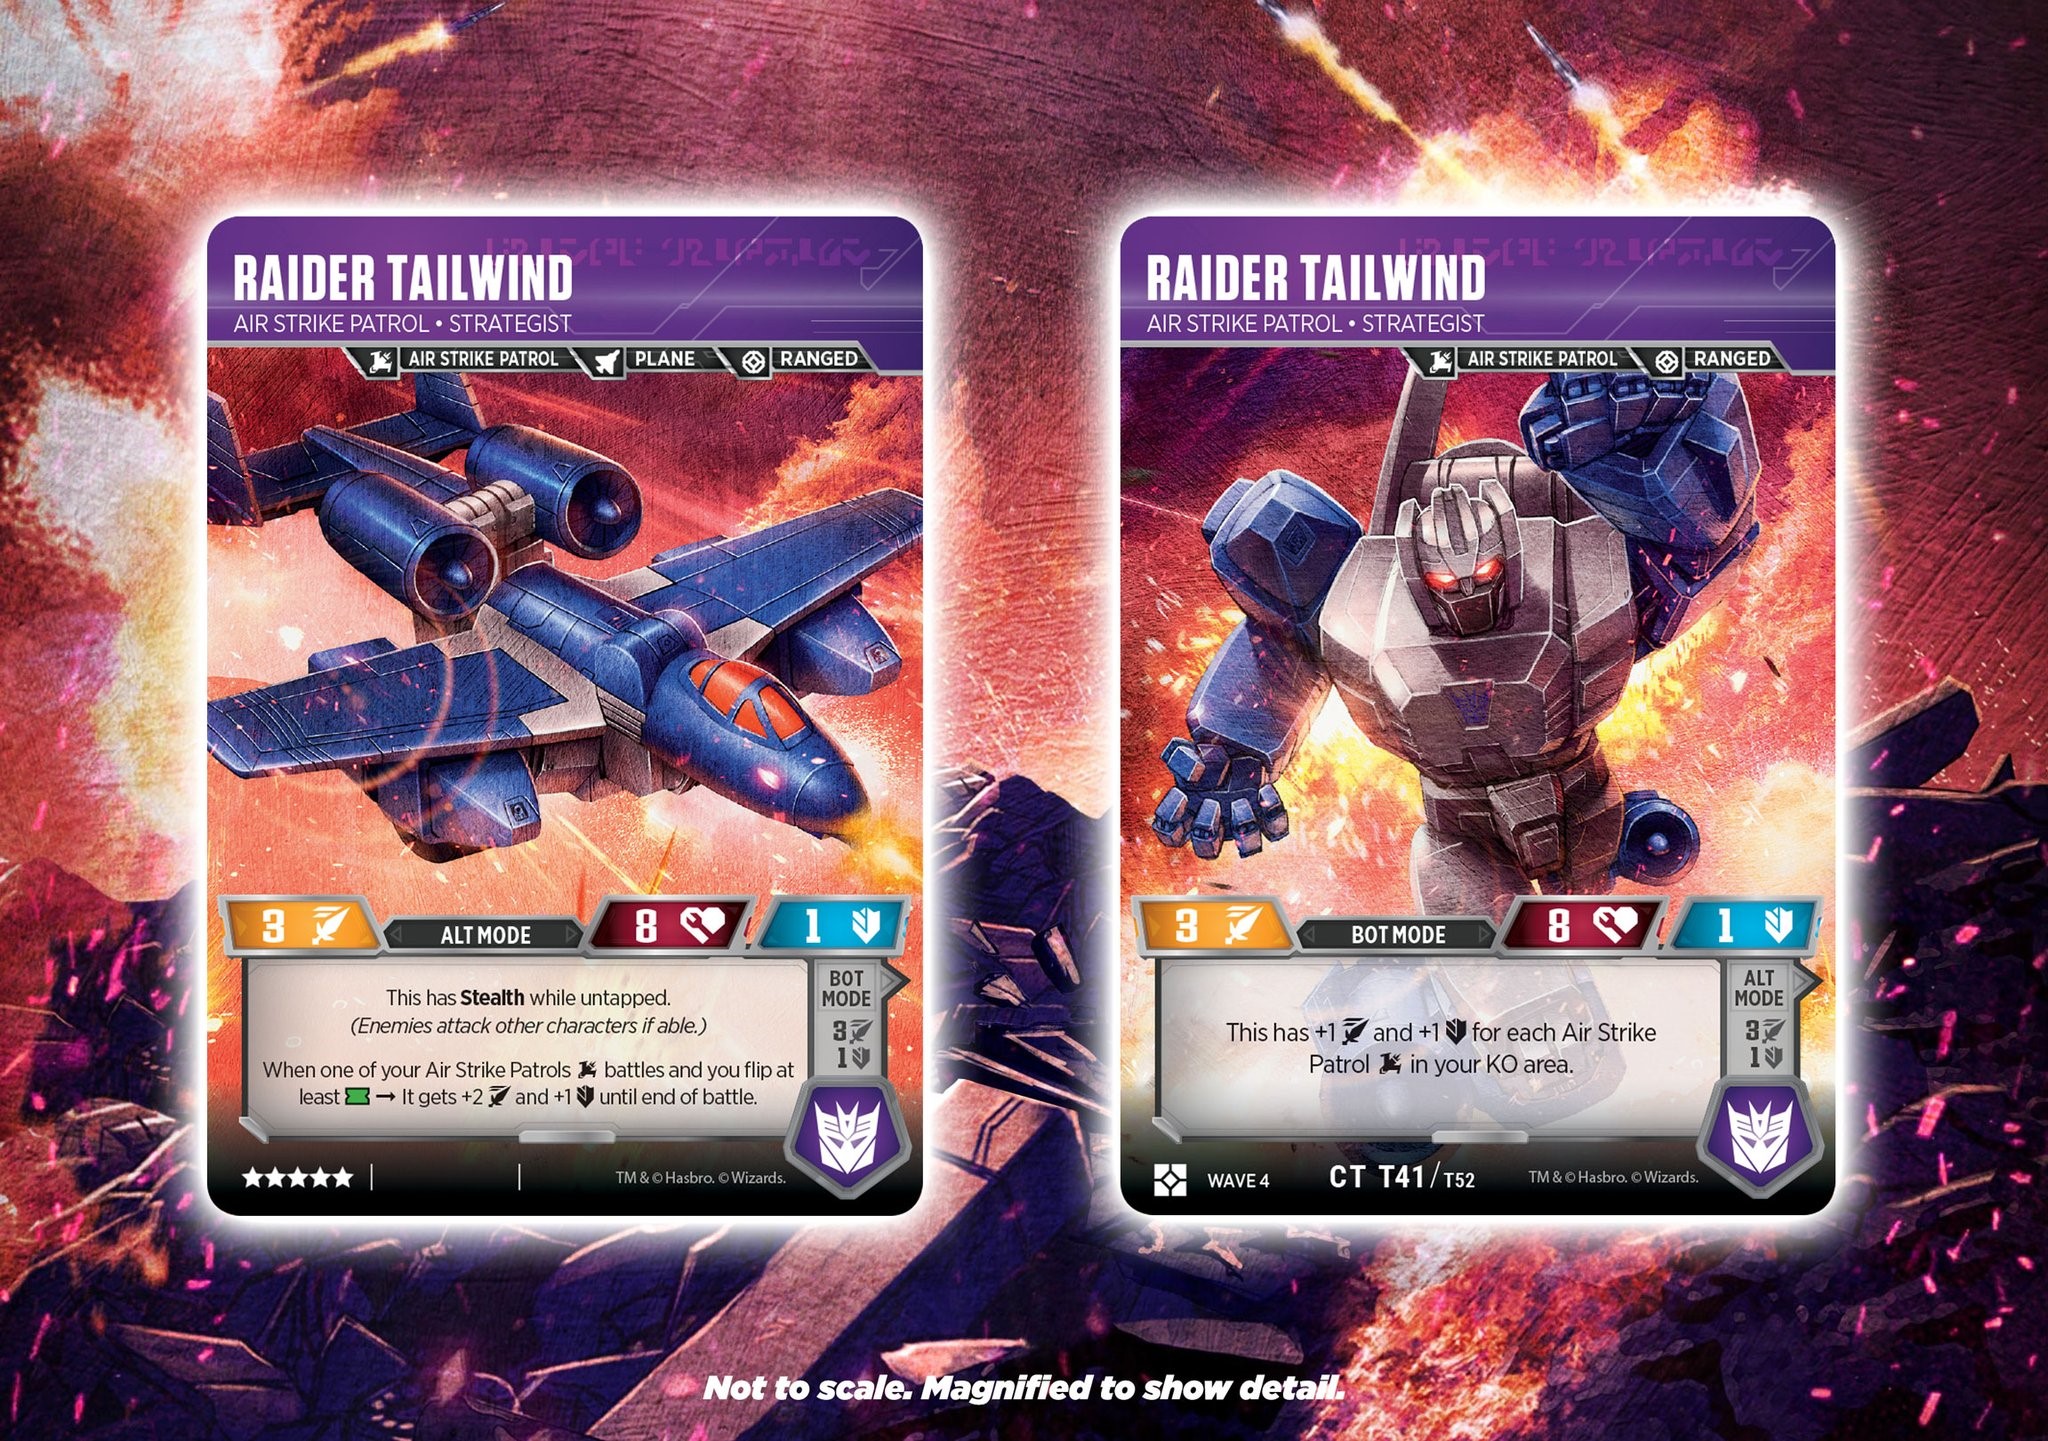 RAIDER TAILWIND
AIR STRIKE PATROL • STRATEGIST
AIR STRIKE PATROL PLANE RANGED
3 ALT MODE 8 1
This has Stealth while untapped.
(Enemies attack other characters if able.)
When one of your Air Strike Patrols battles and you flip at
least → It gets +2 and +1 until end of battle.
BOT
MODE
3
1
TM & © Hasbro. © Wizards.
RAIDER TAILWIND
AIR STRIKE PATROL • STRATEGIST
AIR STRIKE PATROL RANGED
3 BOT MODE 8 1
This has +1 and +1 for each Air Strike
Patrol in your KO area.
ALT
MODE
3
1
WAVE 4 CT T41/T52 TM & © Hasbro. © Wizards.
Not to scale. Magnified to show detail.